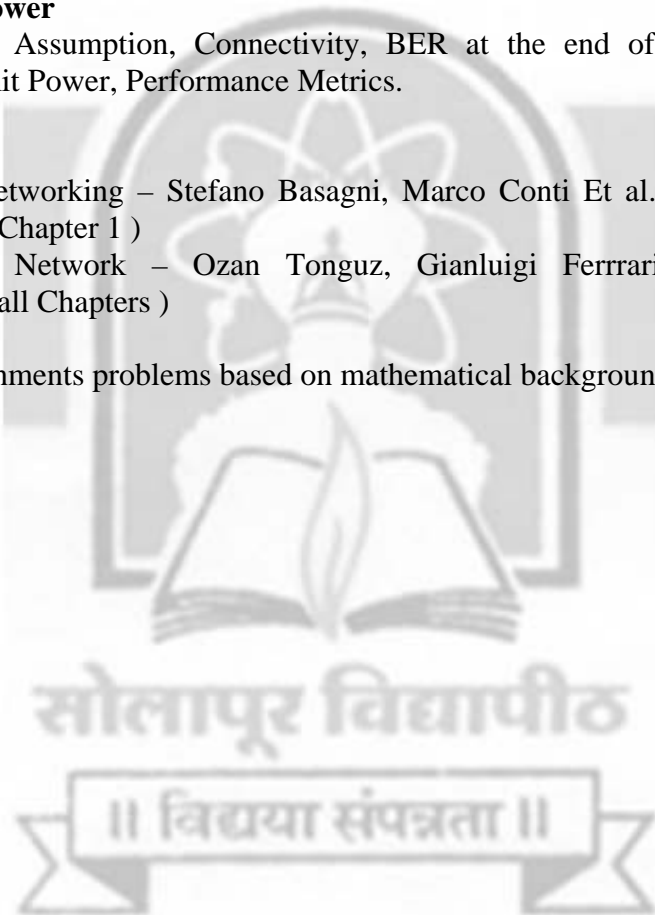 ower
Assumption, Connectivity, BER at the end of
it Power, Performance Metrics.
etworking – Stefano Basagni, Marco Conti Et al.
Chapter 1 )
Network – Ozan Tonguz, Gianluigi Ferrrari
all Chapters )
nments problems based on mathematical background
सोलापूर विद्यापीठ
॥ विद्यया संपन्नता ॥